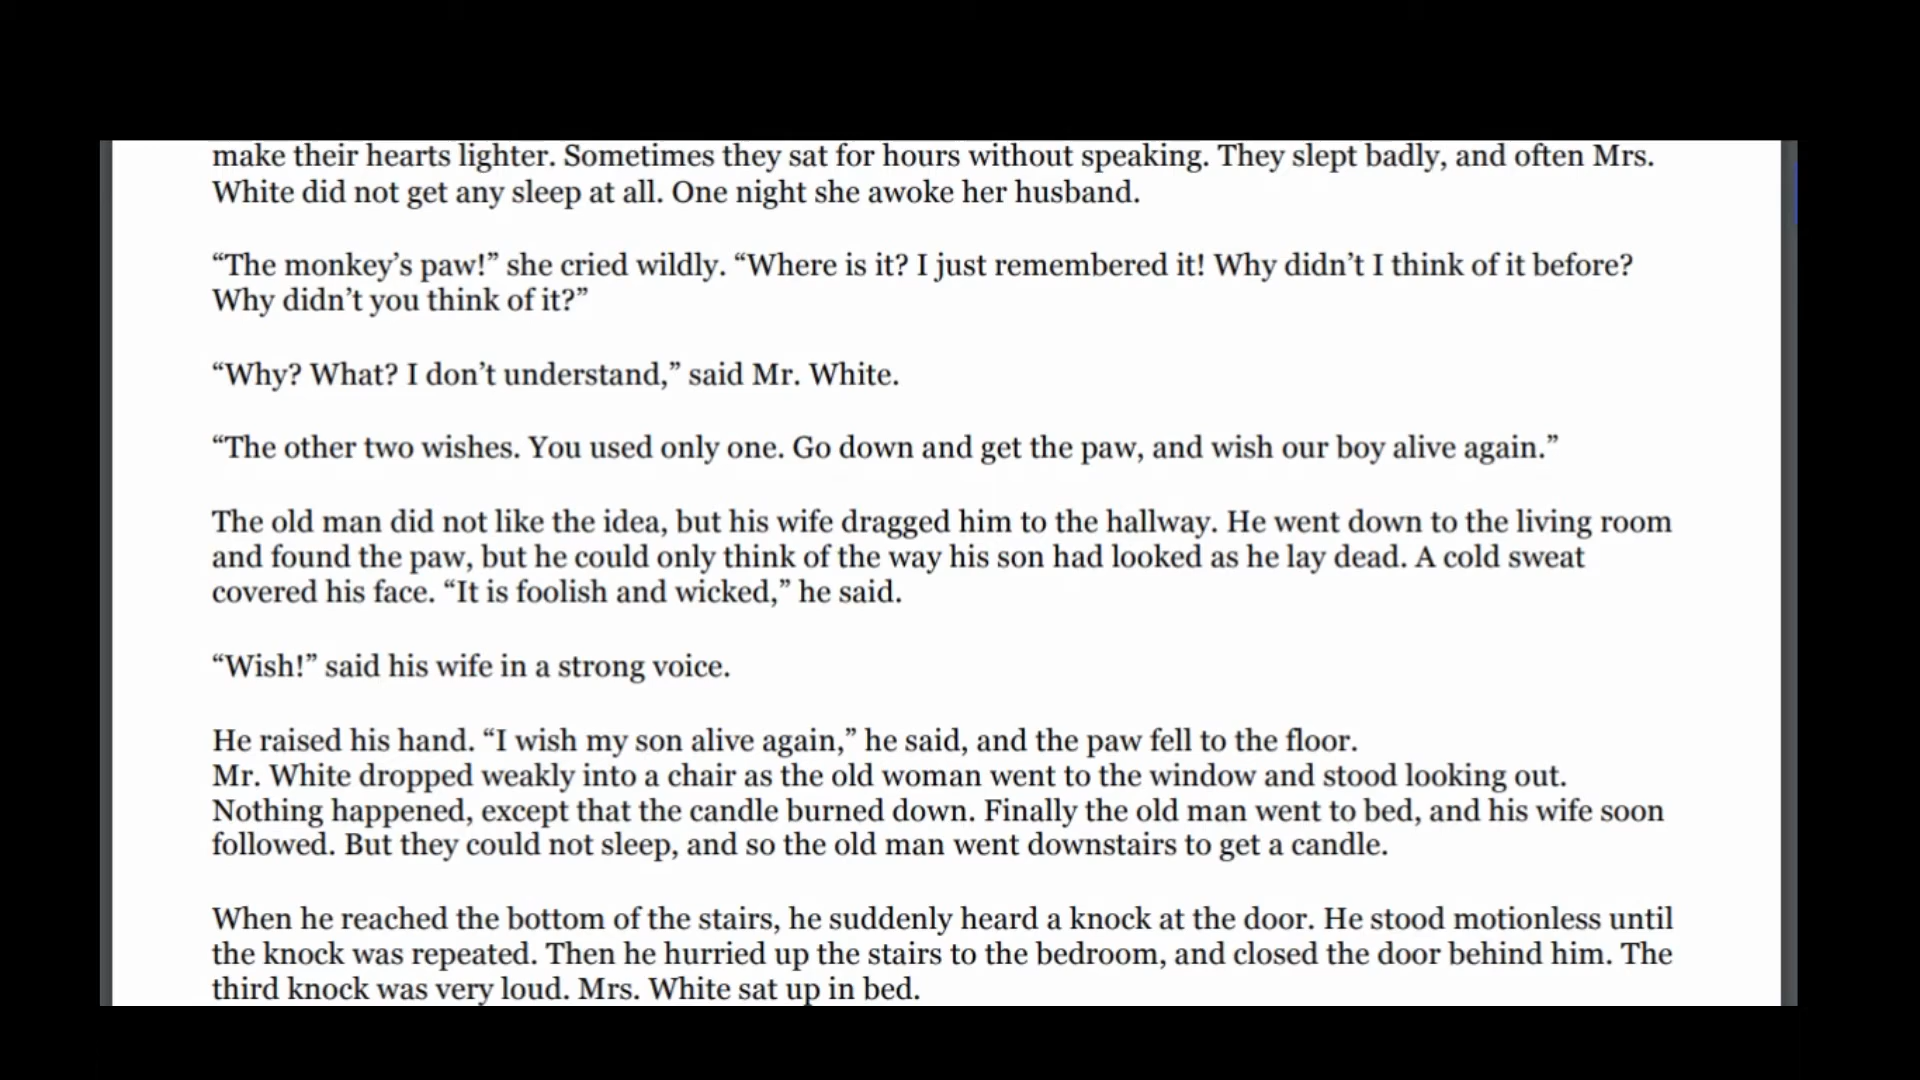 make their hearts lighter. Sometimes they sat for hours without speaking. They slept badly, and often Mrs.
White did not get any sleep at all. One night she awoke her husband.
“The monkey’s paw!” she cried wildly. “Where is it? I just remembered it! Why didn’t I think of it before?
Why didn’t you think of it?”
“Why? What? I don’t understand,” said Mr. White.
“The other two wishes. You used only one. Go down and get the paw, and wish our boy alive again.”
The old man did not like the idea, but his wife dragged him to the hallway. He went down to the living room
and found the paw, but he could only think of the way his son had looked as he lay dead. A cold sweat
covered his face. “It is foolish and wicked,” he said.
“Wish!” said his wife in a strong voice.
He raised his hand. “I wish my son alive again,” he said, and the paw fell to the floor.
Mr. White dropped weakly into a chair as the old woman went to the window and stood looking out.
Nothing happened, except that the candle burned down. Finally the old man went to bed, and his wife soon
followed. But they could not sleep, and so the old man went downstairs to get a candle.
When he reached the bottom of the stairs, he suddenly heard a knock at the door. He stood motionless until
the knock was repeated. Then he hurried up the stairs to the bedroom, and closed the door behind him. The
third knock was very loud. Mrs. White sat up in bed.